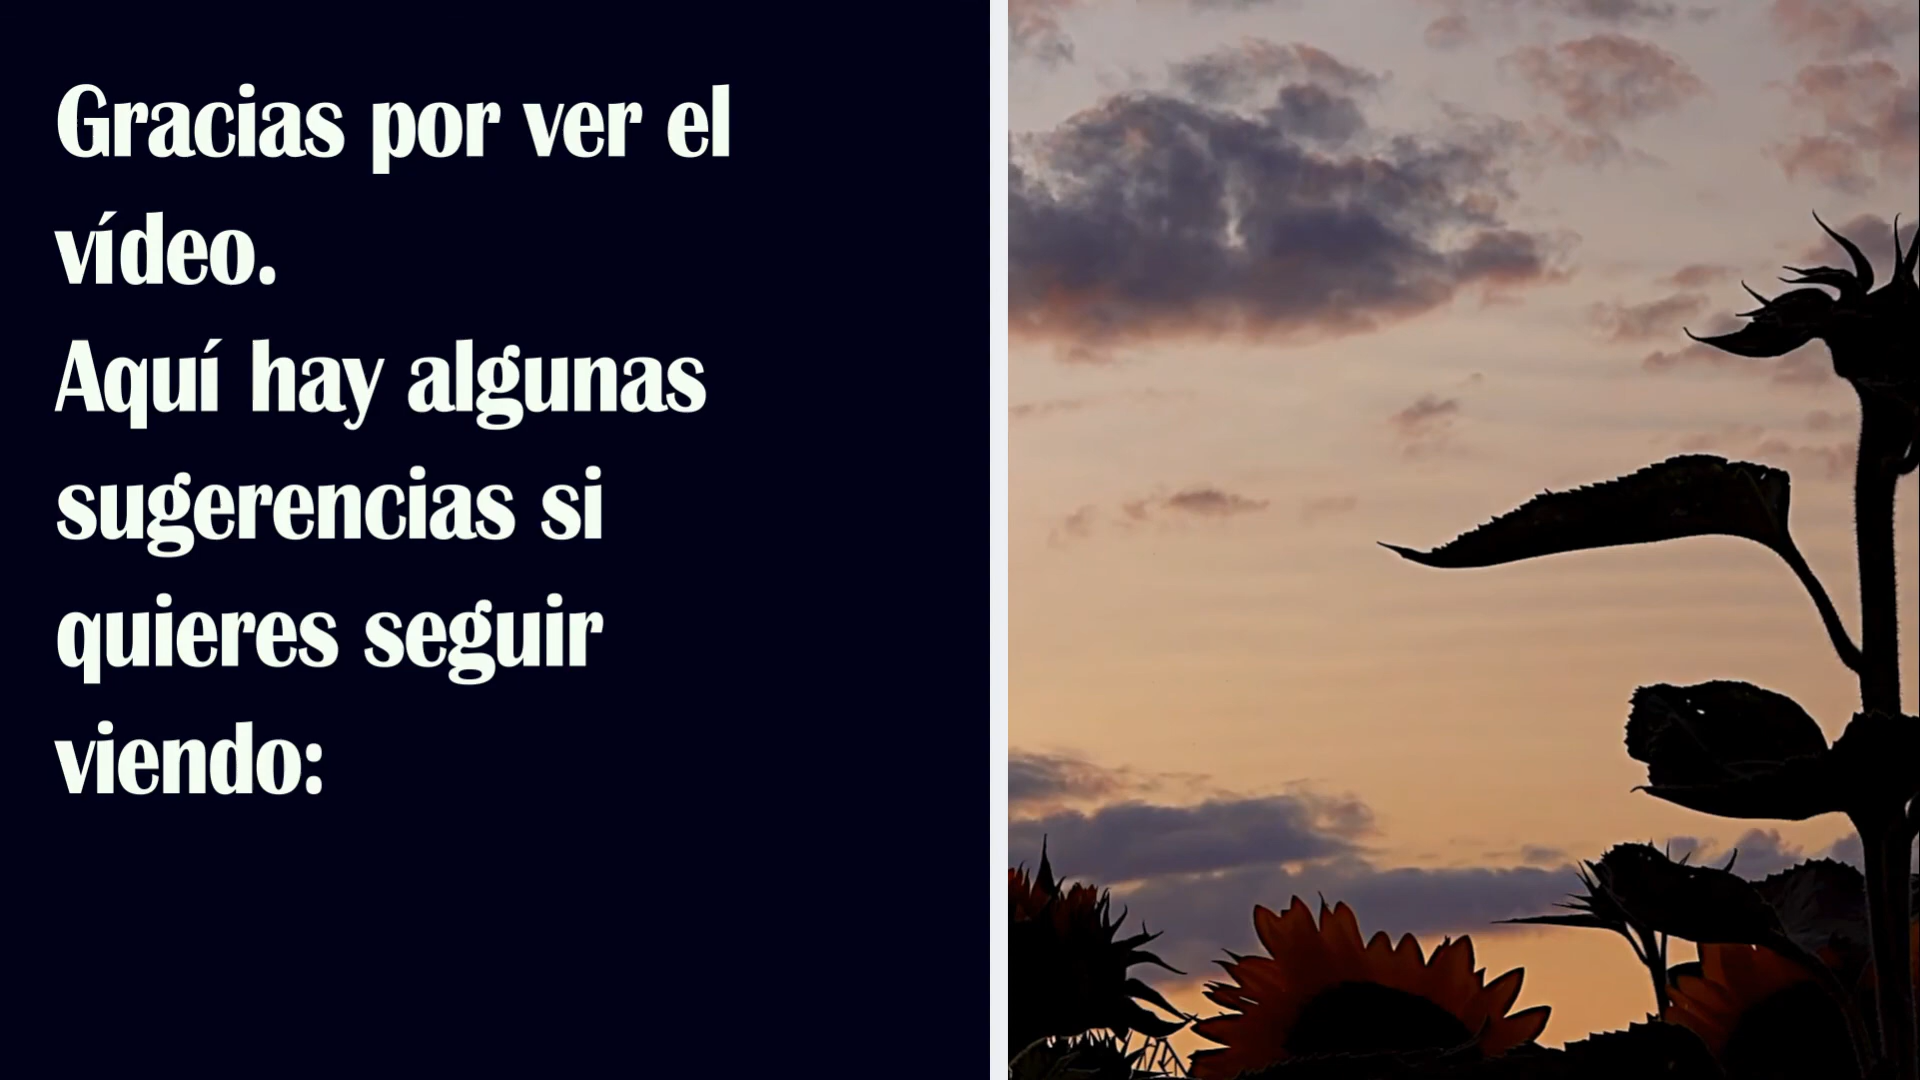 Gracias por ver el
vídeo.
Aquí hay algunas
sugerencias si
quieres seguir
viendo: